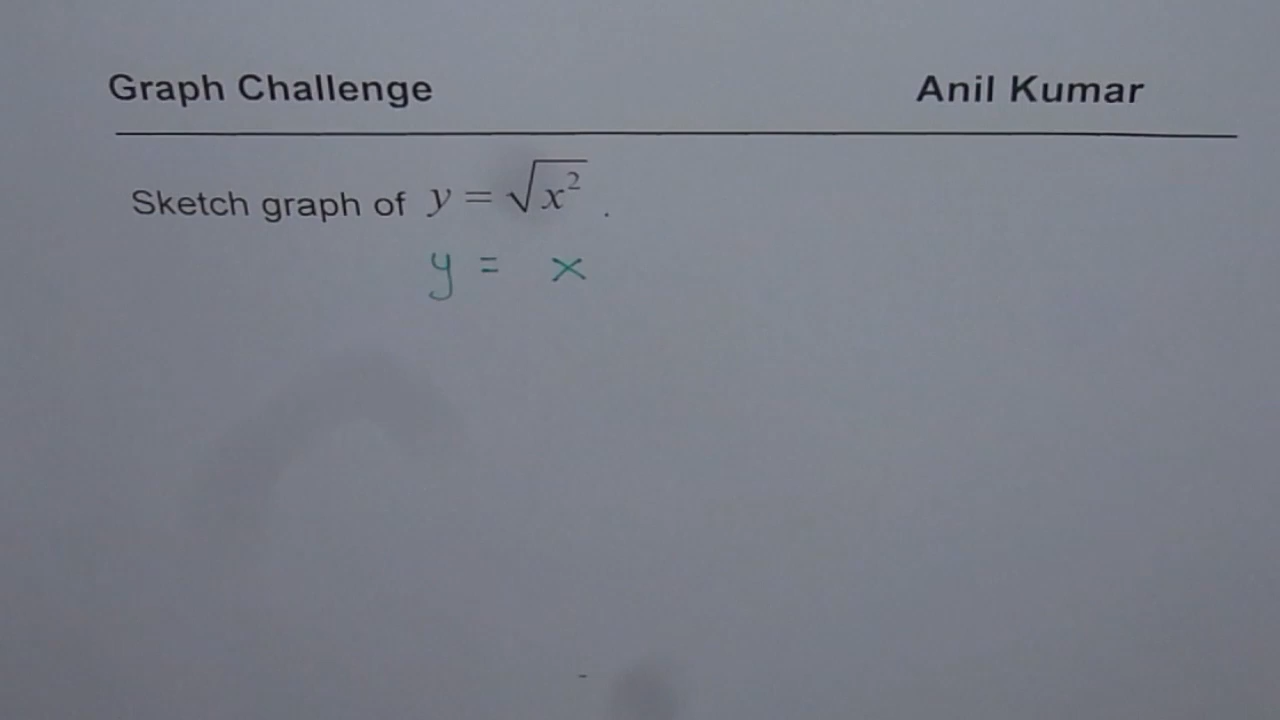 Graph Challenge Anil Kumar
Sketch graph of y = √x² .
y = x